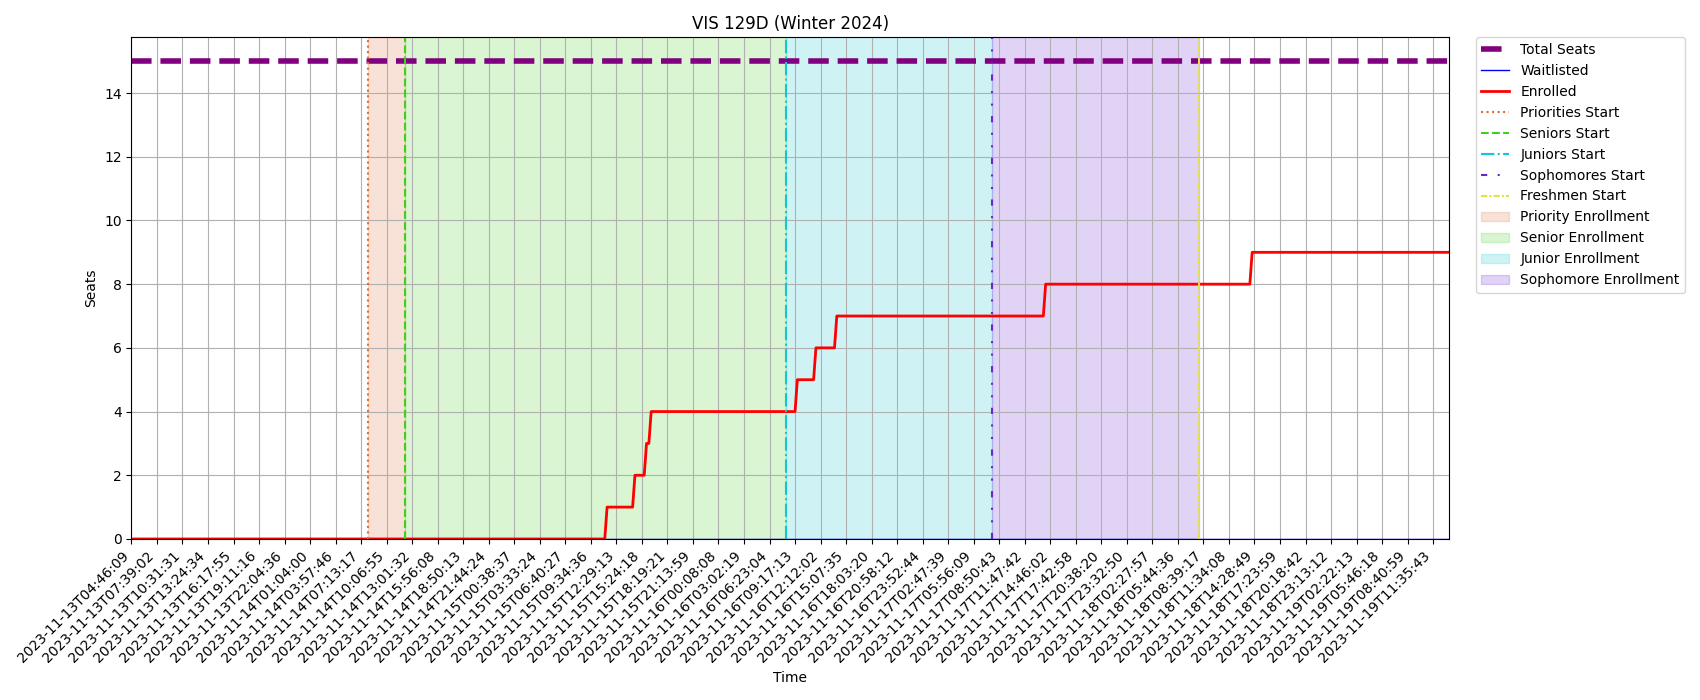 VIS 129D (Winter 2024)
Total Seats
Waitlisted
Enrolled
Priorities Start
Seniors Start
Juniors Start
Sophomores Start
Freshmen Start
Priority Enrollment
Senior Enrollment
Junior Enrollment
Sophomore Enrollment
Seats
14
12
10
8
6
4
2
0
2023-11-13T04:46:09
2023-11-13T07:39:02
2023-11-13T10:31:31
2023-11-13T13:24:34
2023-11-13T16:17:55
2023-11-13T19:11:16
2023-11-13T22:04:36
2023-11-14T01:04:00
2023-11-14T03:57:46
2023-11-14T07:13:17
2023-11-14T10:06:55
2023-11-14T13:01:32
2023-11-14T15:56:08
2023-11-14T18:50:13
2023-11-14T21:44:24
2023-11-15T00:38:37
2023-11-15T03:33:24
2023-11-15T06:40:27
2023-11-15T09:34:36
2023-11-15T12:29:13
2023-11-15T15:24:18
2023-11-15T18:19:21
2023-11-15T21:13:59
2023-11-16T00:08:08
2023-11-16T03:02:19
2023-11-16T06:23:04
2023-11-16T09:17:13
2023-11-16T12:12:02
2023-11-16T15:07:35
2023-11-16T18:03:20
2023-11-16T20:58:12
2023-11-16T23:52:44
2023-11-17T02:47:39
2023-11-17T05:56:09
2023-11-17T08:50:43
2023-11-17T11:47:42
2023-11-17T14:46:02
2023-11-17T17:42:58
2023-11-17T20:38:20
2023-11-17T23:32:50
2023-11-18T02:27:57
2023-11-18T05:44:36
2023-11-18T08:39:17
2023-11-18T11:34:08
2023-11-18T14:28:49
2023-11-18T17:23:59
2023-11-18T20:18:42
2023-11-18T23:13:12
2023-11-19T02:22:13
2023-11-19T05:46:18
2023-11-19T08:40:59
2023-11-19T11:35:43
Time